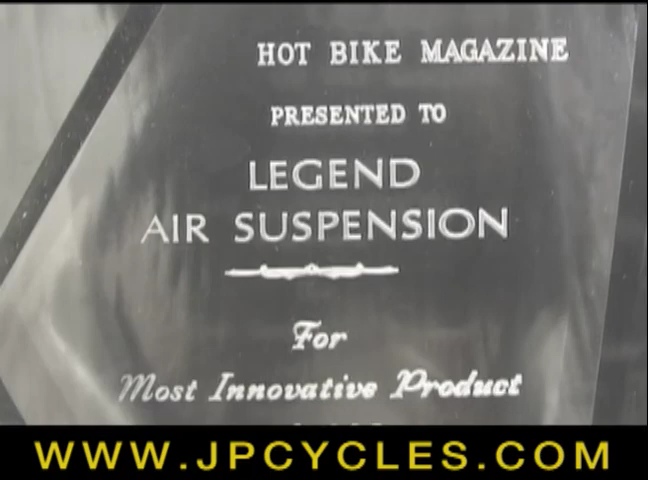 HOT BIKE MAGAZINE
PRESENTED TO
LEGEND
AIR SUSPENSION
For
Most Innovative Product
WWW.JPCYCLES.COM